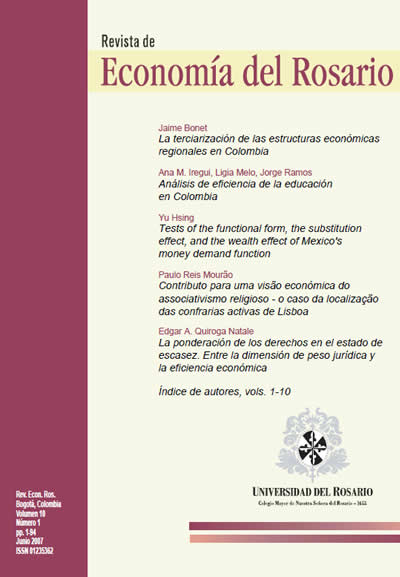 Revista de
Economía del Rosario
Jaime Bonet
La terciarización de las estructuras económicas
regionales en Colombia
Ana M. Iregui, Ligia Melo, Jorge Ramos
Análisis de eficiencia de la educación
en Colombia
Yu Hsing
Tests of the functional form, the substitution
effect, and the wealth effect of Mexico's
money demand function
Paulo Reis Mourão
Contributo para uma visão econômica do
associativismo religioso - o caso da localização
das confrarias activas de Lisboa
Edgar A. Quiroga Natale
La ponderación de los derechos en el estado de
escasez. Entre la dimensión de peso jurídica y
la eficiencia económica
Índice de autores, vols. 1-10
UNIVERSIDAD DEL ROSARIO
Colegio Mayor de Nuestra Señora del Rosario - 1653
Rev. Econ. Ros.
Bogotá, Colombia
Volumen 10
Número 1
pp. 1-94
Junio 2007
ISSN 01235362